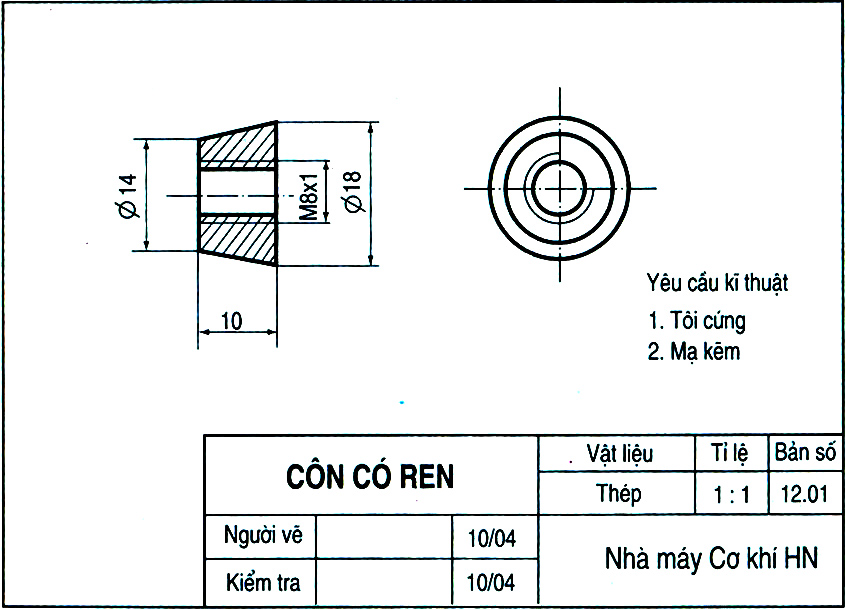 Ø14
M8x1
Ø18
10
Yêu cầu kĩ thuật
1. Tôi cứng
2. Mạ kẽm
CÔN CÓ REN
Vật liệu
Tỉ lệ
Bản số
Thép
1 : 1
12.01
Người vẽ
10/04
Kiểm tra
10/04
Nhà máy Cơ khí HN